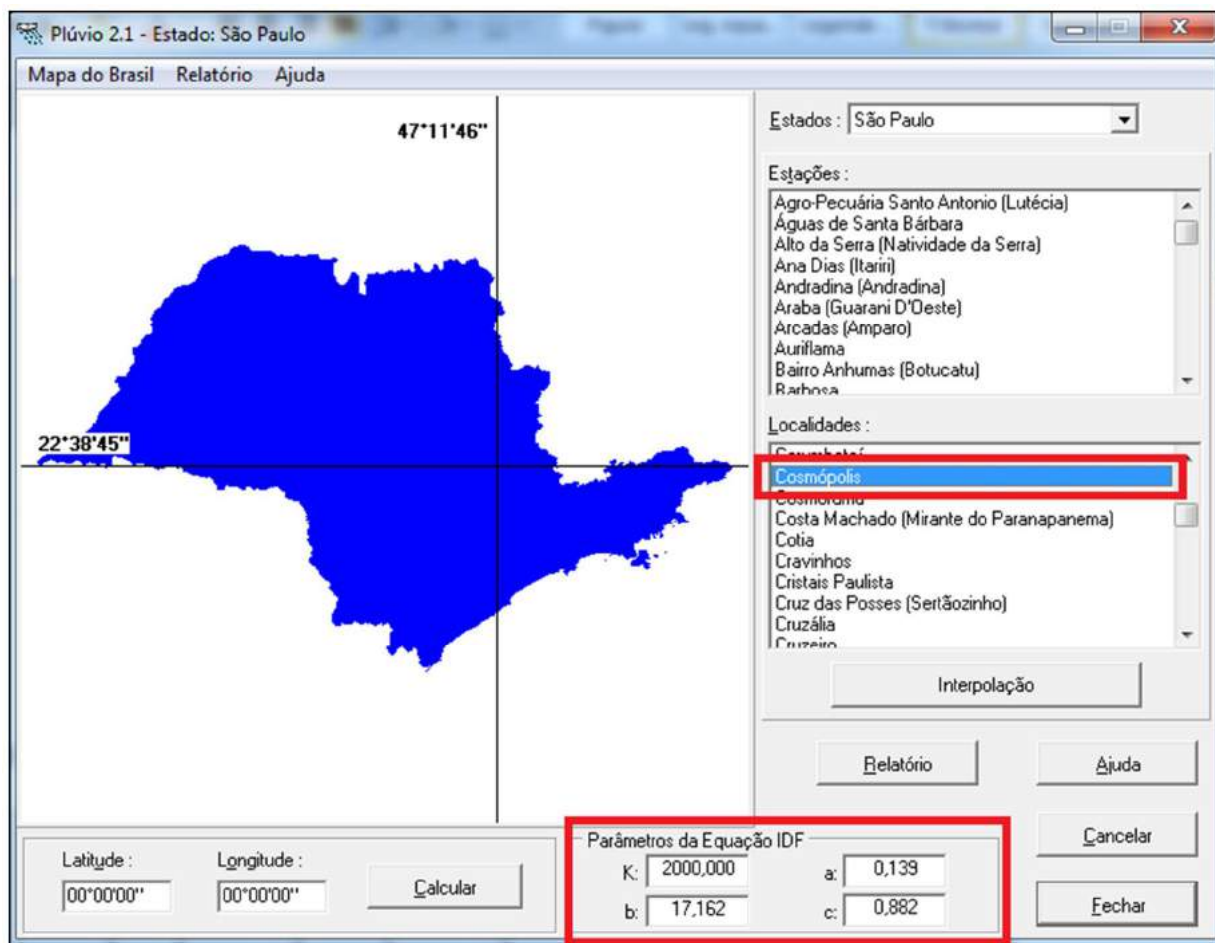 Plúvio 2.1 - Estado: São Paulo
Mapa do Brasil Relatório Ajuda
47°11'46"
22°38'45"
Estados : São Paulo
Estações :
Agro-Pecuária Santo Antonio (Lutécia)
Águas de Santa Bárbara
Alto da Serra (Natividade da Serra)
Ana Dias (Itariri)
Andradina (Andradina)
Araba (Guarani D'Oeste)
Arcadas (Amparo)
Auriflama
Bairro Anhumas (Botucatu)
Barbosa
Localidades :
Corumbataí
Cosmópolis
Cosmorama
Costa Machado (Mirante do Paranapanema)
Cotia
Cravinhos
Cristais Paulista
Cruz das Posses (Sertãozinho)
Cruzália
Cruzeiro
Interpolação
Relatório
Ajuda
Cancelar
Fechar
Latitude :
00°00'00''
Longitude :
00°00'00''
Calcular
Parâmetros da Equação IDF
K: 2000,000
a: 0,139
b: 17,162
c: 0,882